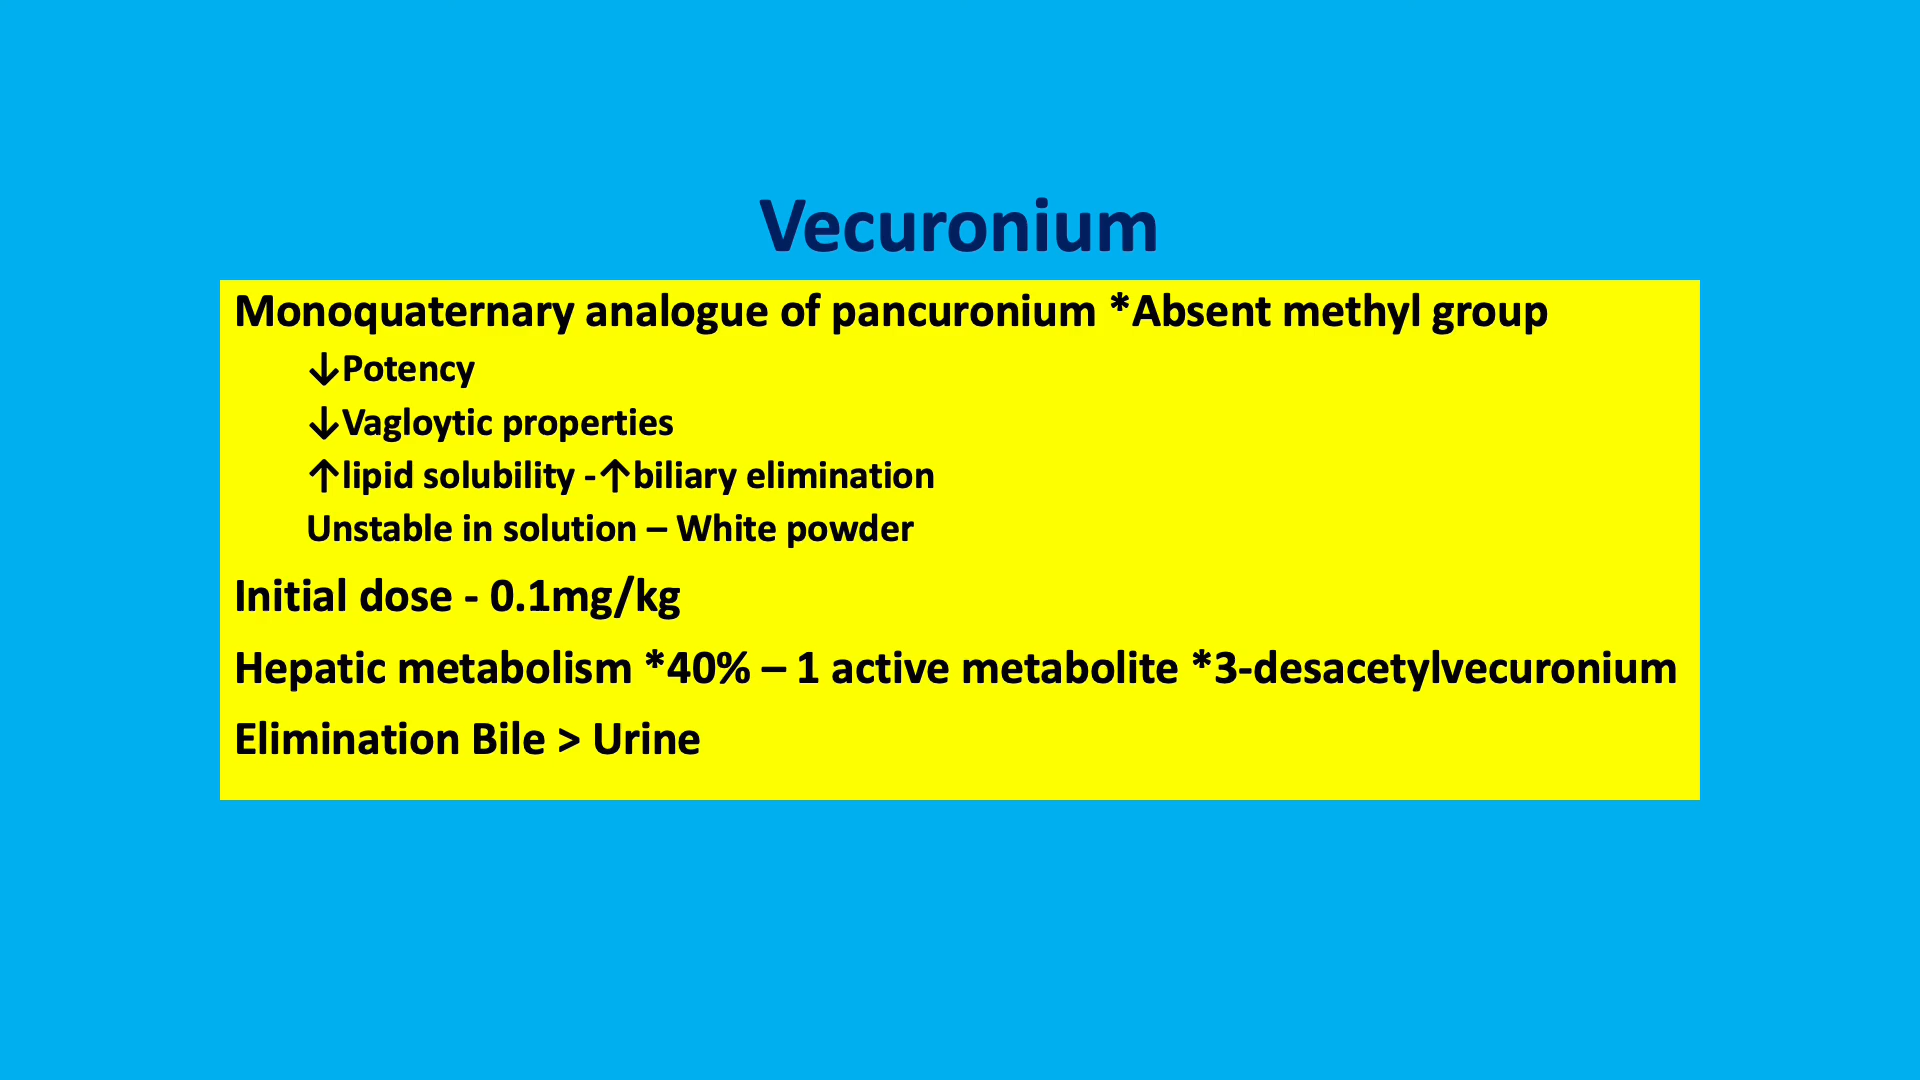 Vecuronium
Monoquaternary analogue of pancuronium *Absent methyl group
↓Potency
↓Vagloytic properties
↑lipid solubility -↑biliary elimination
Unstable in solution – White powder
Initial dose - 0.1mg/kg
Hepatic metabolism *40% – 1 active metabolite *3-desacetylvecuronium
Elimination Bile > Urine